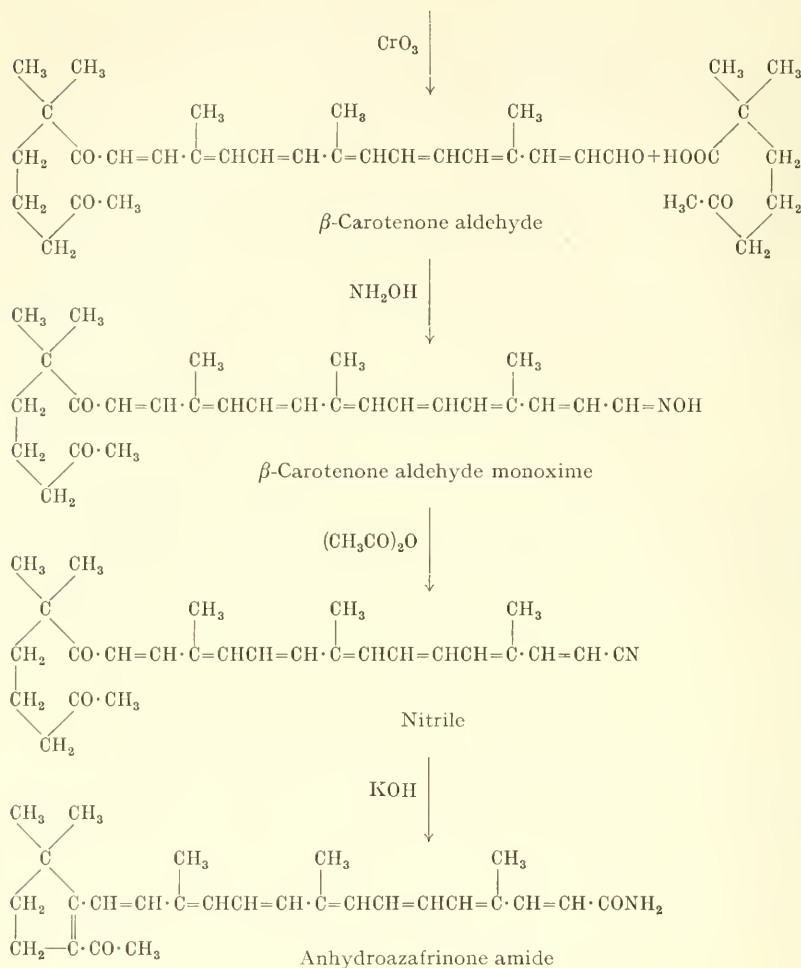 CrO₃
CH₃ CH₃ CH₃ CH₃
C CH₃ CH₃ CH₃ C
CH₂ CO·CH=CH·C=CHCH=CH·C=CHCH=CHCH=C·CH=CHCHO+HOOC CH₂
CH₂ CO·CH₃ H₃C·CO CH₂
β-Carotenone aldehyde
CH₂ CH₂
NH₂OH
CH₃ CH₃
C CH₃ CH₃ CH₃
CH₂ CO·CH=CH·C=CHCH=CH·C=CHCH=CHCH=C·CH=CH·CH=NOH
CH₂ CO·CH₃
β-Carotenone aldehyde monoxime
CH₂
(CH₃CO)₂O
CH₃ CH₃
C CH₃ CH₃ CH₃
CH₂ CO·CH=CH·C=CHCH=CH·C=CHCH=CHCH=C·CH=CH·CN
CH₂ CO·CH₃
Nitrile
CH₂
KOH
CH₃ CH₃
C CH₃ CH₃ CH₃
CH₂ C·CH=CH·C=CHCH=CH·C=CHCH=CHCH=C·CH=CH·CONH₂
CH₂—C·CO·CH₃
Anhydroazafrinone amide